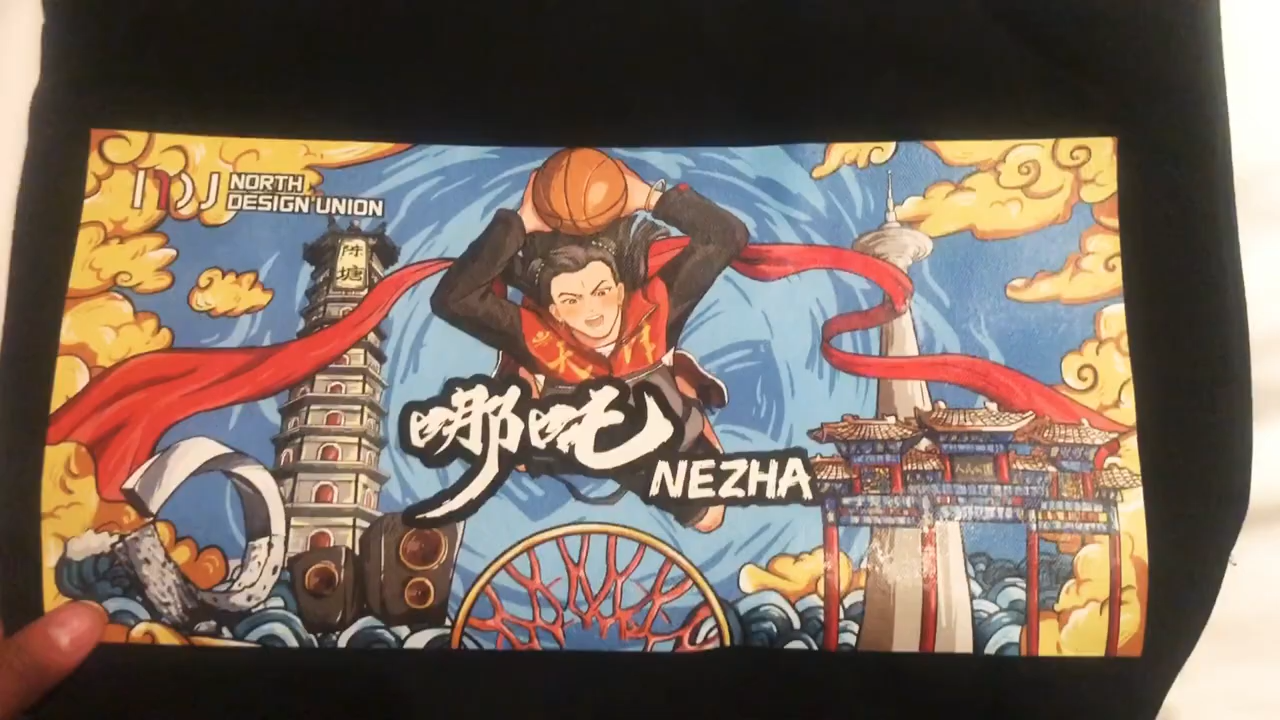 NORTH
DESIGN UNION
陈
塘
哪吒
NEZHA